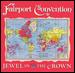 Fairport Convention
JEWEL IN THE CROWN